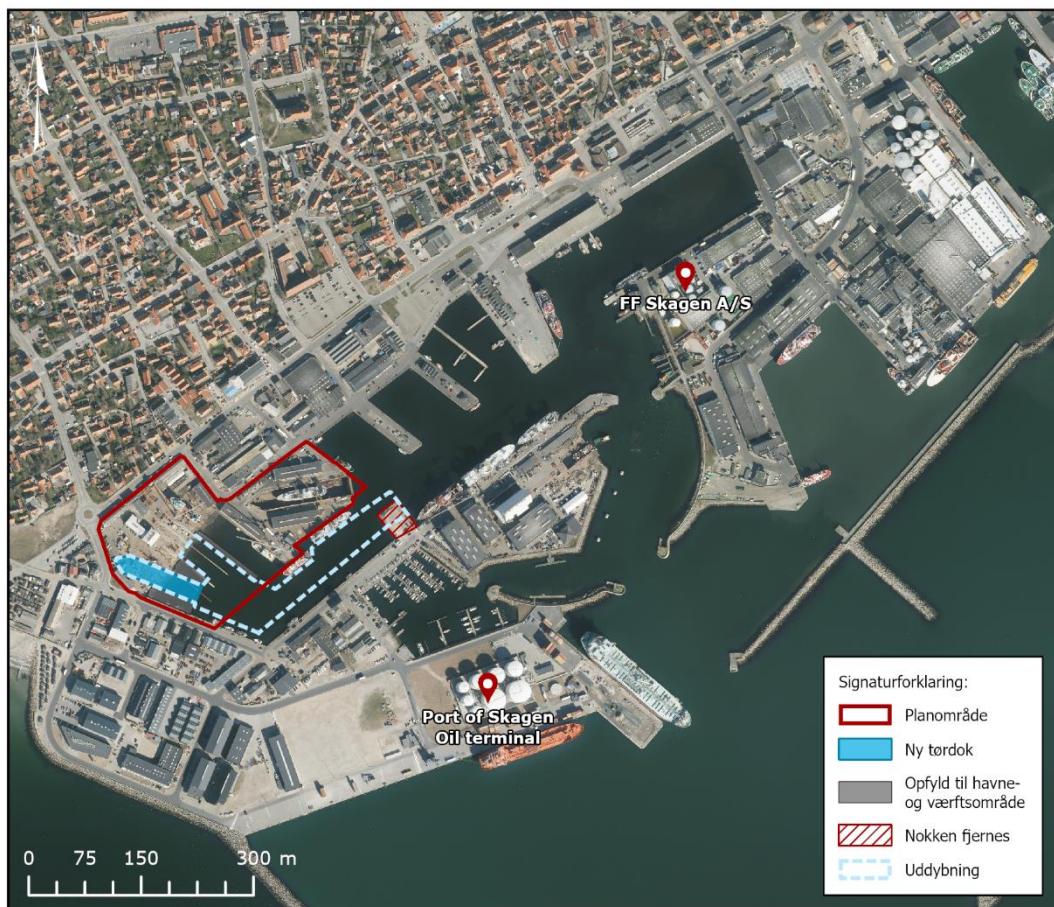 N
FF Skagen A/S
Port of Skagen
Oil terminal
Signaturforklaring:
Planområde
Ny tørdok
Opfyld til havne-
og værftsområde
Nokken fjernes
Uddybning
0 75 150 300 m